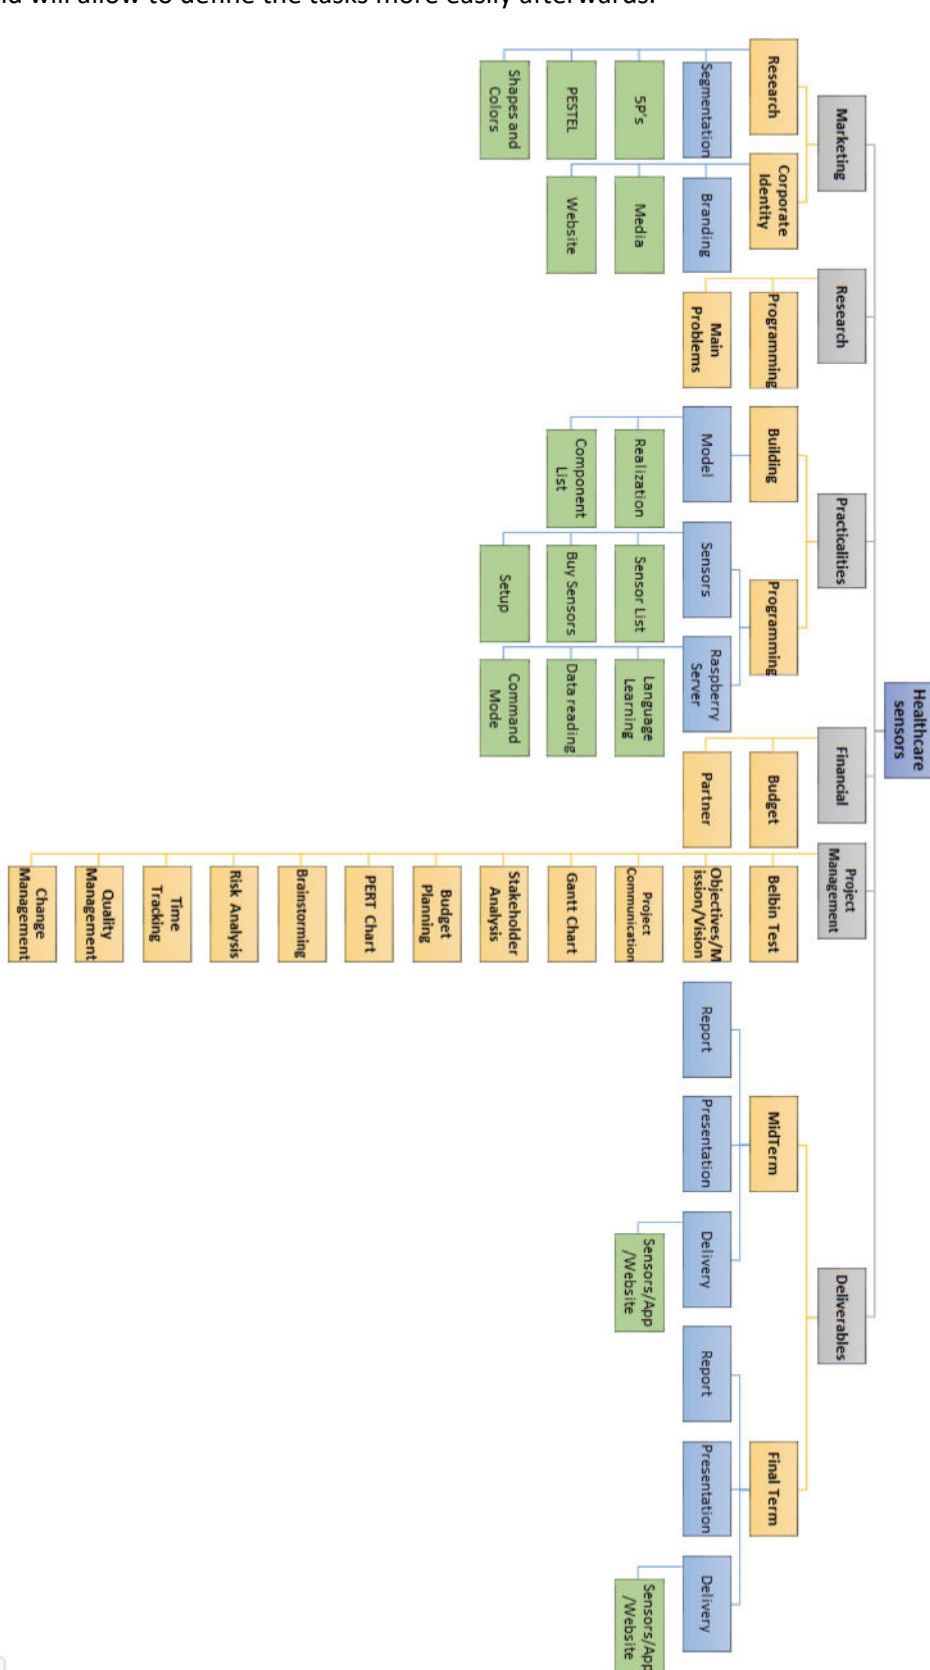 nd will allow to define the tasks more easily afterwards.
Healthcare
sensors
Marketing
Research
Segmentation
5P's
PESTEL
Shapes and
Colors
Corporate
Identity
Branding
Media
Website
Research
Programming
Main
Problems
Practicalities
Building
Model
Realization
Component
List
Programming
Sensors
Sensor List
Buy Sensors
Setup
Raspberry
Server
Language
Learning
Data reading
Command
Mode
Financial
Budget
Partner
Project
Management
Belbin Test
Objectives/M
ission/Vision
Project
Communication
Gantt Chart
Stakeholder
Analysis
Budget
Planning
PERT Chart
Brainstorming
Risk Analysis
Time
Tracking
Quality
Management
Change
Management
Deliverables
MidTerm
Report
Presentation
Delivery
Sensors/App
/Website
Final Term
Report
Presentation
Delivery
Sensors/App
/Website